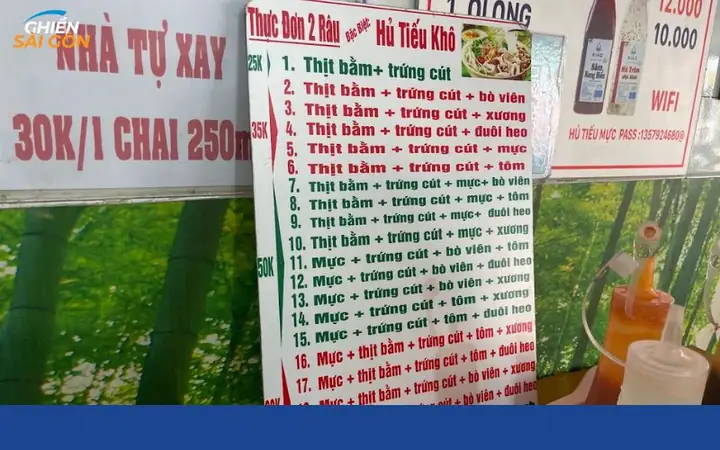 GHIỀN
SÀI GÒN
NHÀ TỰ XAY
30K/1 CHAI 250m
Thực Đơn 2 Râu
Đặc Biệt: Hủ Tiếu Khô
25K
1. Thịt bằm+ trứng cút
35K
2. Thịt bằm + trứng cút + bò viên
3. Thịt bằm + trứng cút + xương
4. Thịt bằm + trứng cút + đuôi heo
5. Thịt bằm + trứng cút + mực
6. Thịt bằm + trứng cút + tôm
50K
7. Thịt bằm + trứng cút + mực+ bò viên
8. Thịt bằm + trứng cút + mực + tôm
9. Thịt bằm + trứng cút + mực+ đuôi heo
10. Thịt bằm + trứng cút + mực + xương
11. Mực + trứng cút + bò viên + tôm
12. Mực + trứng cút + bò viên + đuôi heo
13. Mực + trứng cút + bò viên + xương
14. Mực + trứng cút + tôm + xương
15. Mực + trứng cút + tôm + đuôi heo
16. Mực + thịt bằm + trứng cút + tôm + xương
17. Mực + thịt bằm + trứng cút + tôm + đuôi heo
Mực + thịt bằm + trứng cút + bò viên + đuôi heo
1. OLONG
12.000
10.000
WIFI
HỦ TIẾU MỰC PASS :1357924680@